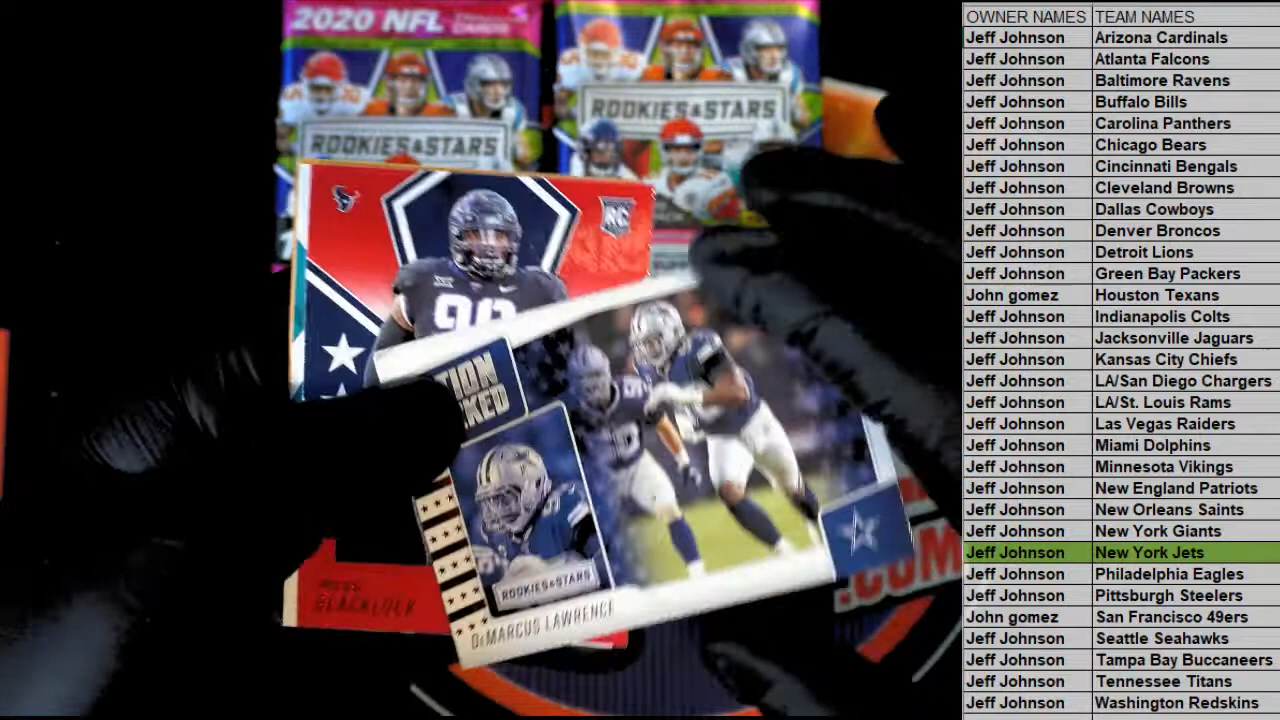 2020 NFL
ROOKIES & STARS
ROOKIES & STARS
RC
90
TION
KED
ROOKIES & STARS
DeMARCUS LAWRENCE
ROSS
BLACKLOCK
.COM
OWNER NAMES TEAM NAMES
Jeff Johnson Arizona Cardinals
Jeff Johnson Atlanta Falcons
Jeff Johnson Baltimore Ravens
Jeff Johnson Buffalo Bills
Jeff Johnson Carolina Panthers
Jeff Johnson Chicago Bears
Jeff Johnson Cincinnati Bengals
Jeff Johnson Cleveland Browns
Jeff Johnson Dallas Cowboys
Jeff Johnson Denver Broncos
Jeff Johnson Detroit Lions
Jeff Johnson Green Bay Packers
John gomez Houston Texans
Jeff Johnson Indianapolis Colts
Jeff Johnson Jacksonville Jaguars
Jeff Johnson Kansas City Chiefs
Jeff Johnson LA/San Diego Chargers
Jeff Johnson LA/St. Louis Rams
Jeff Johnson Las Vegas Raiders
Jeff Johnson Miami Dolphins
Jeff Johnson Minnesota Vikings
Jeff Johnson New England Patriots
Jeff Johnson New Orleans Saints
Jeff Johnson New York Giants
Jeff Johnson New York Jets
Jeff Johnson Philadelphia Eagles
Jeff Johnson Pittsburgh Steelers
John gomez San Francisco 49ers
Jeff Johnson Seattle Seahawks
Jeff Johnson Tampa Bay Buccaneers
Jeff Johnson Tennessee Titans
Jeff Johnson Washington Redskins